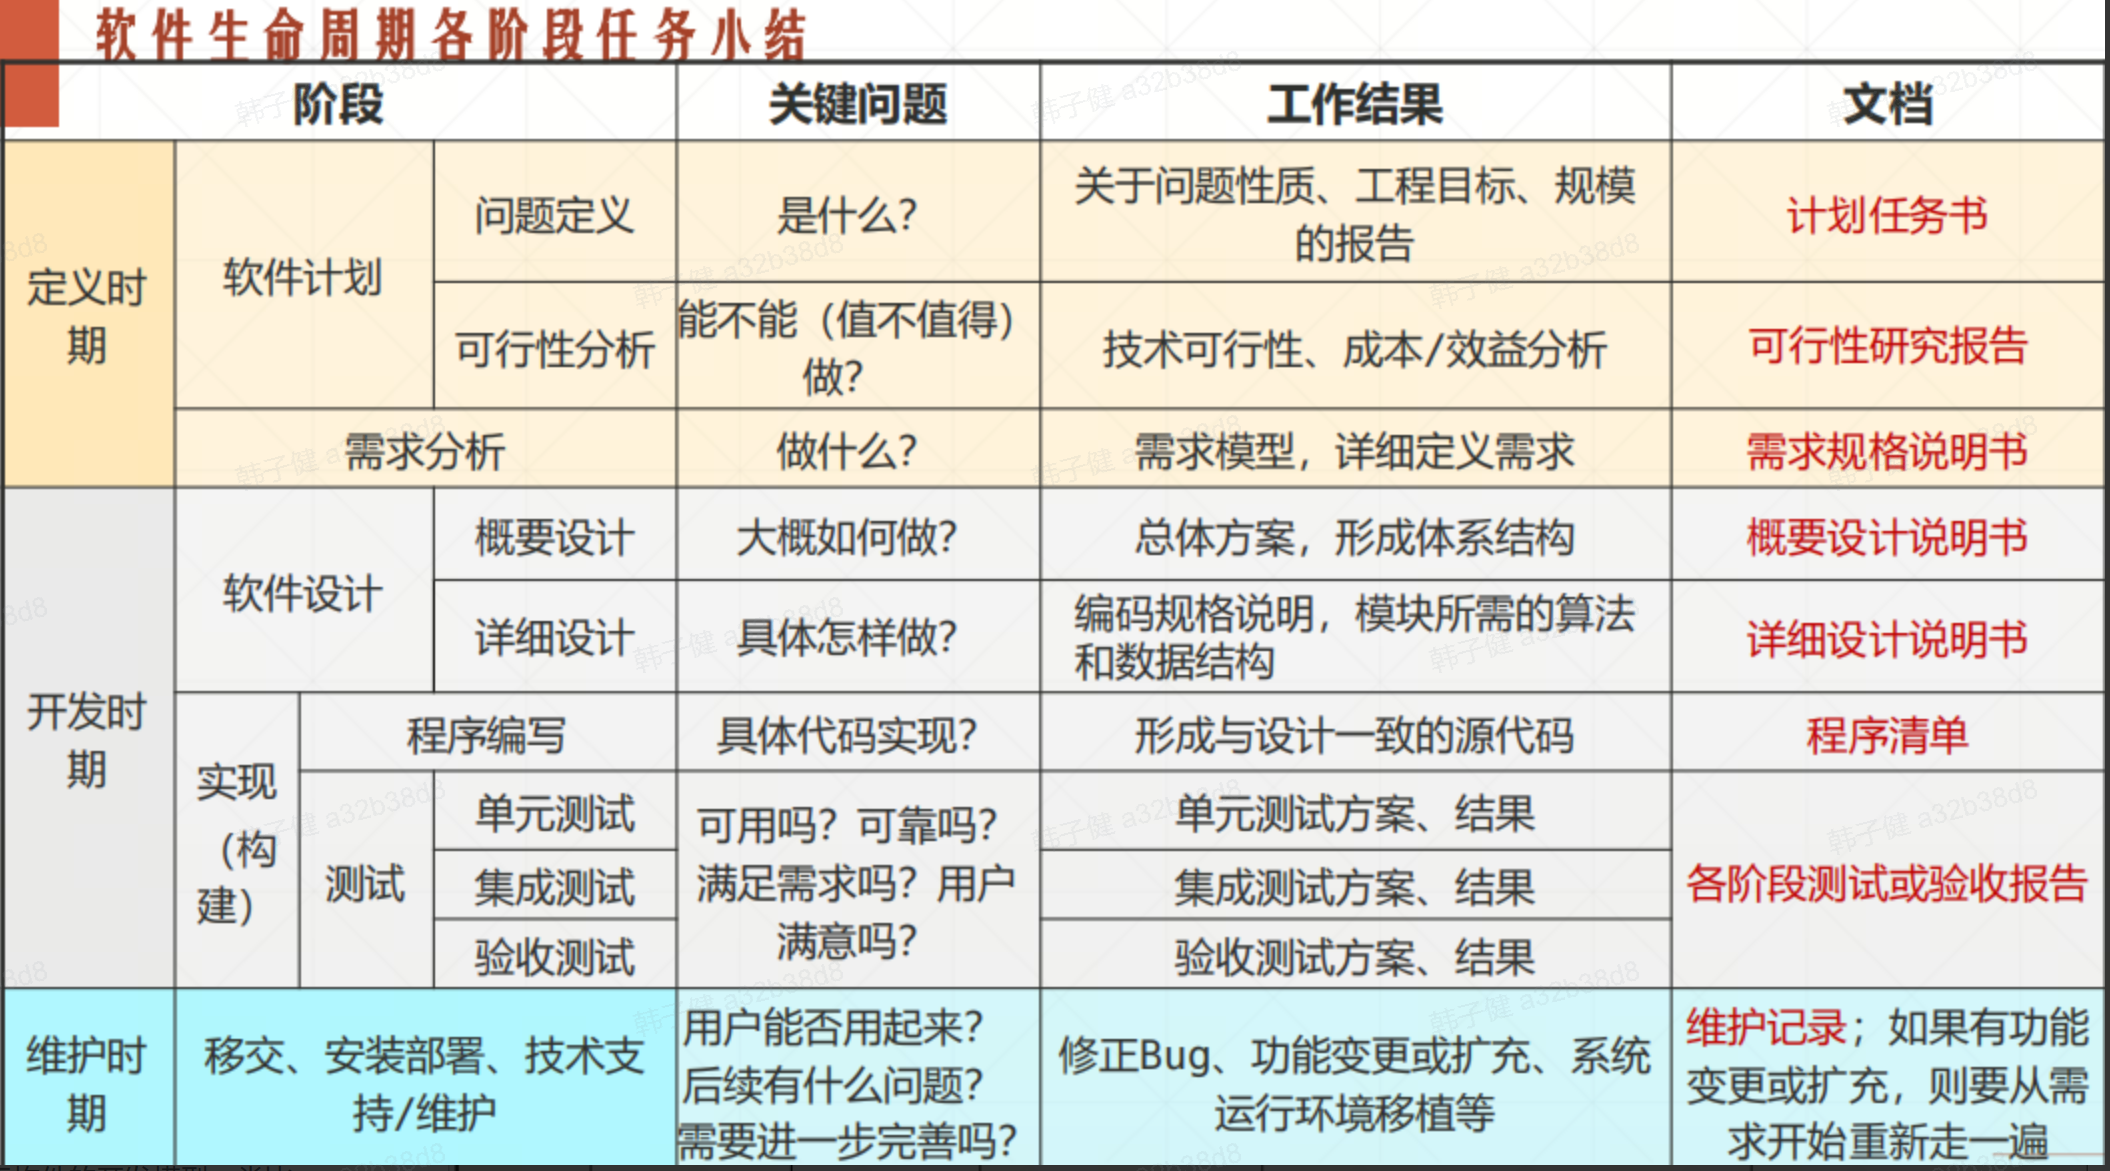 软件生命周期各阶段任务小结
阶段
关键问题
工作结果
文档
定义时
期
软件计划
问题定义
是什么？
关于问题性质、工程目标、规模
的报告
计划任务书
可行性分析
能不能（值不值得）
做？
技术可行性、成本/效益分析
可行性研究报告
需求分析
做什么？
需求模型，详细定义需求
需求规格说明书
开发时
期
软件设计
概要设计
大概如何做？
总体方案，形成体系结构
概要设计说明书
详细设计
具体怎样做？
编码规格说明，模块所需的算法
和数据结构
详细设计说明书
实现
（构
建）
程序编写
具体代码实现？
形成与设计一致的源代码
程序清单
测试
单元测试
集成测试
验收测试
可用吗？可靠吗？
满足需求吗？用户
满意吗？
单元测试方案、结果
集成测试方案、结果
验收测试方案、结果
各阶段测试或验收报告
维护时
期
移交、安装部署、技术支
持/维护
用户能否用起来？
后续有什么问题？
需要进一步完善吗？
修正Bug、功能变更或扩充、系统
运行环境移植等
维护记录；如果有功能
变更或扩充，则要从需
求开始重新走一遍
韩子健 a32b38d8